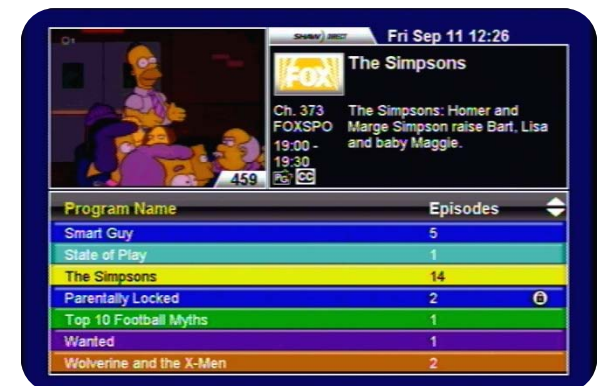 SHAW) DIRECT
Fri Sep 11 12:26
459
FOX
The Simpsons
Ch. 373
FOXSPO
19:00 -
19:30
PG CC
The Simpsons: Homer and
Marge Simpson raise Bart, Lisa
and baby Maggie.
Program Name Episodes
Smart Guy 5
State of Play 1
The Simpsons 14
Parentally Locked 2
Top 10 Football Myths 1
Wanted 1
Wolverine and the X-Men 2